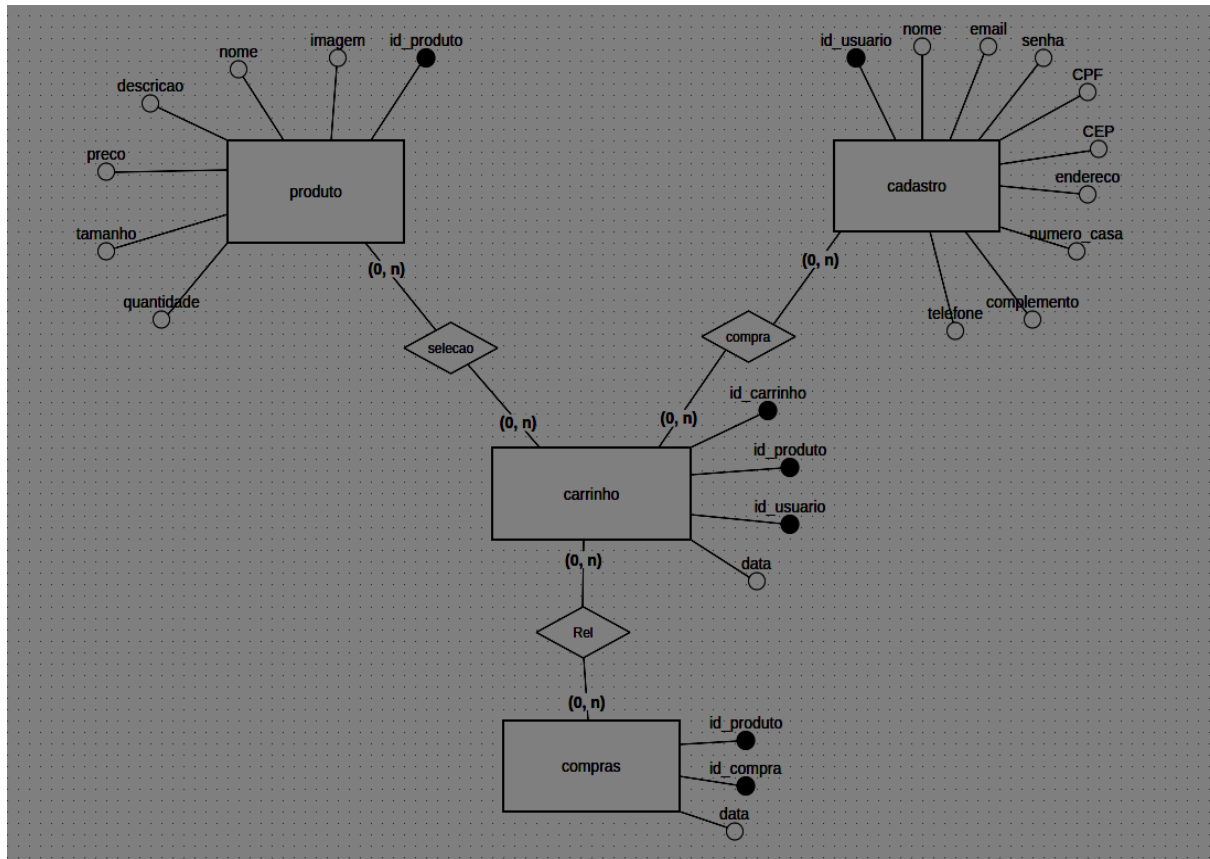 imagem
id_produto
nome
descricao
preco
tamanho
quantidade
produto
(0, n)
selecao
(0, n)
id_usuario
nome
email
senha
CPF
CEP
endereco
numero_casa
complemento
telefone
cadastro
(0, n)
compra
(0, n)
id_carrinho
id_produto
id_usuario
data
carrinho
(0, n)
Rel
(0, n)
id_produto
id_compra
data
compras